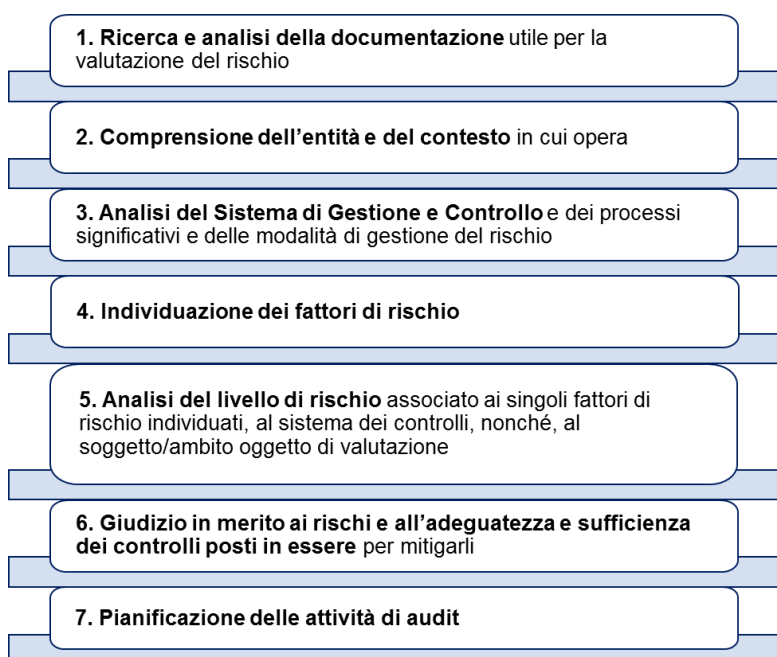 1. Ricerca e analisi della documentazione utile per la
valutazione del rischio
2. Comprensione dell'entità e del contesto in cui opera
3. Analisi del Sistema di Gestione e Controllo e dei processi
significativi e delle modalità di gestione del rischio
4. Individuazione dei fattori di rischio
5. Analisi del livello di rischio associato ai singoli fattori di
rischio individuati, al sistema dei controlli, nonché, al
soggetto/ambito oggetto di valutazione
6. Giudizio in merito ai rischi e all'adeguatezza e sufficienza
dei controlli posti in essere per mitigarli
7. Pianificazione delle attività di audit